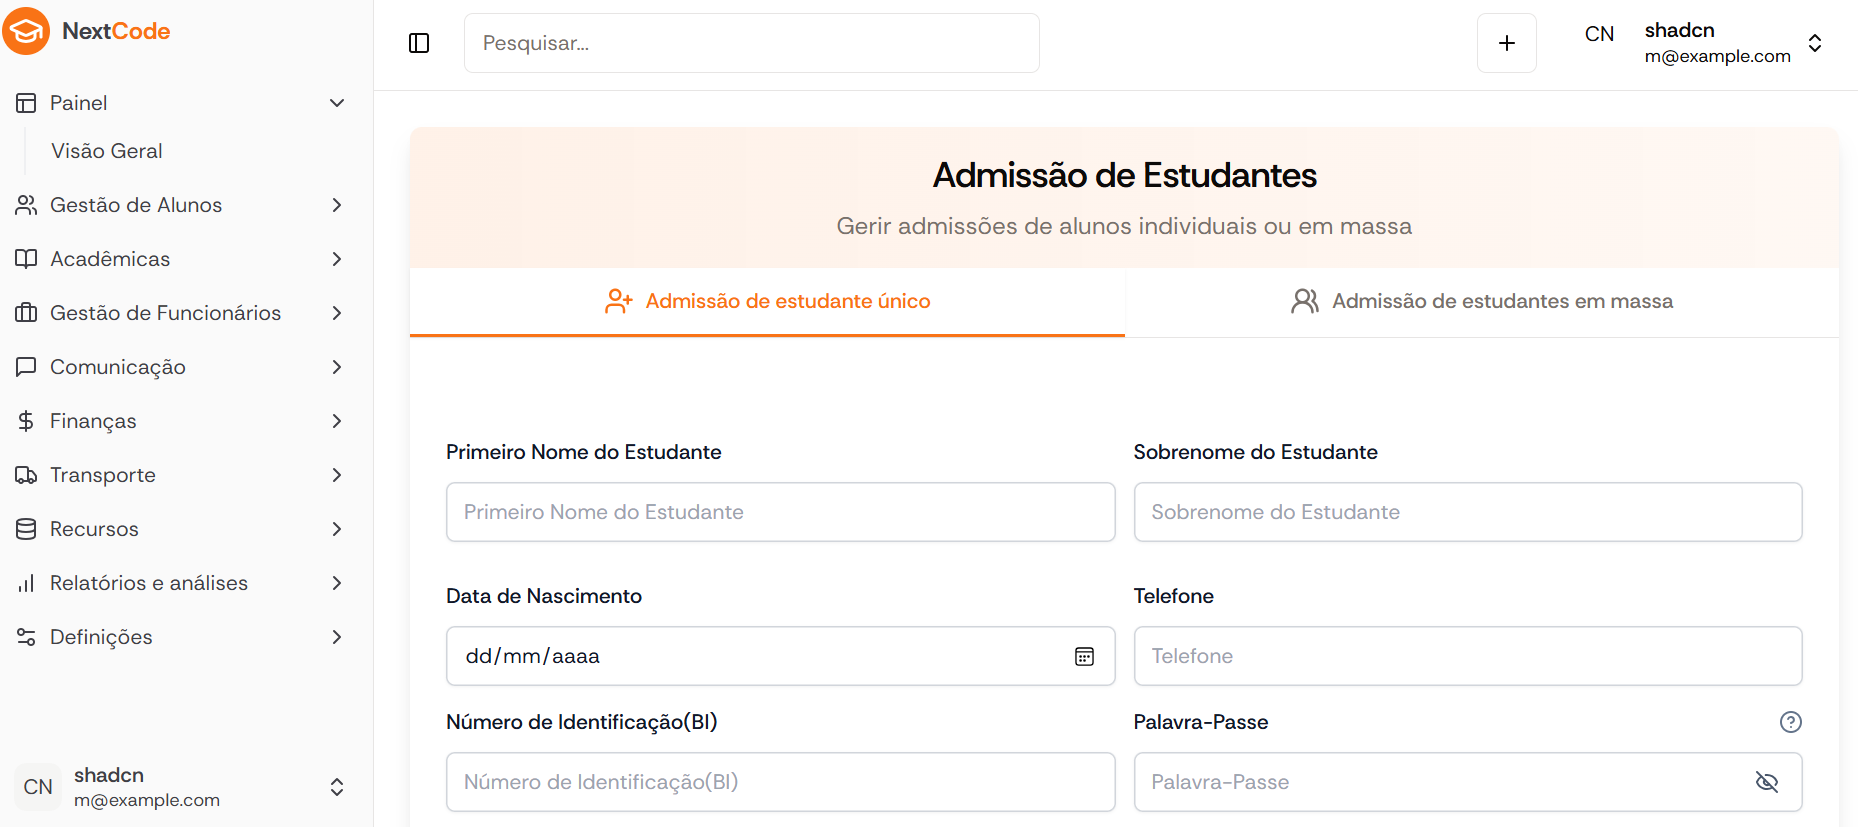 NextCode
Painel
Visão Geral
Gestão de Alunos
Acadêmicas
Gestão de Funcionários
Comunicação
Finanças
Transporte
Recursos
Relatórios e análises
Definições
CN
shadcn
m@example.com
Pesquisar...
CN
shadcn
m@example.com
Admissão de Estudantes
Gerir admissões de alunos individuais ou em massa
Admissão de estudante único
Admissão de estudantes em massa
Primeiro Nome do Estudante
Primeiro Nome do Estudante
Sobrenome do Estudante
Sobrenome do Estudante
Data de Nascimento
dd/mm/aaaa
Telefone
Telefone
Número de Identificação(BI)
Número de Identificação(BI)
Palavra-Passe
Palavra-Passe